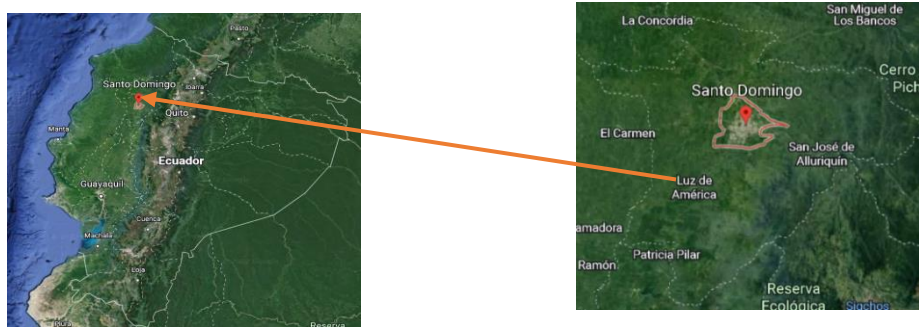 Pasto
Santo Domingo
Ibarra
Quito
Manta
Ecuador
Guayaquil
Cuenca
Machala
Loja
Piura
Reserva
San Miguel de
Los Bancos
La Concordia
Cerro
Pich
Santo Domingo
El Carmen
San José de
Alluriquín
Luz de
América
amadora
Patricia Pilar
Ramón
Reserva
Ecológica
Sigchos